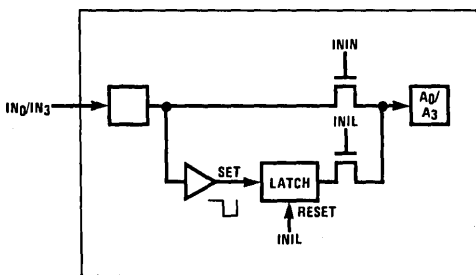 ININ
IN0/IN3
A0/
A3
INIL
SET
LATCH
RESET
INIL